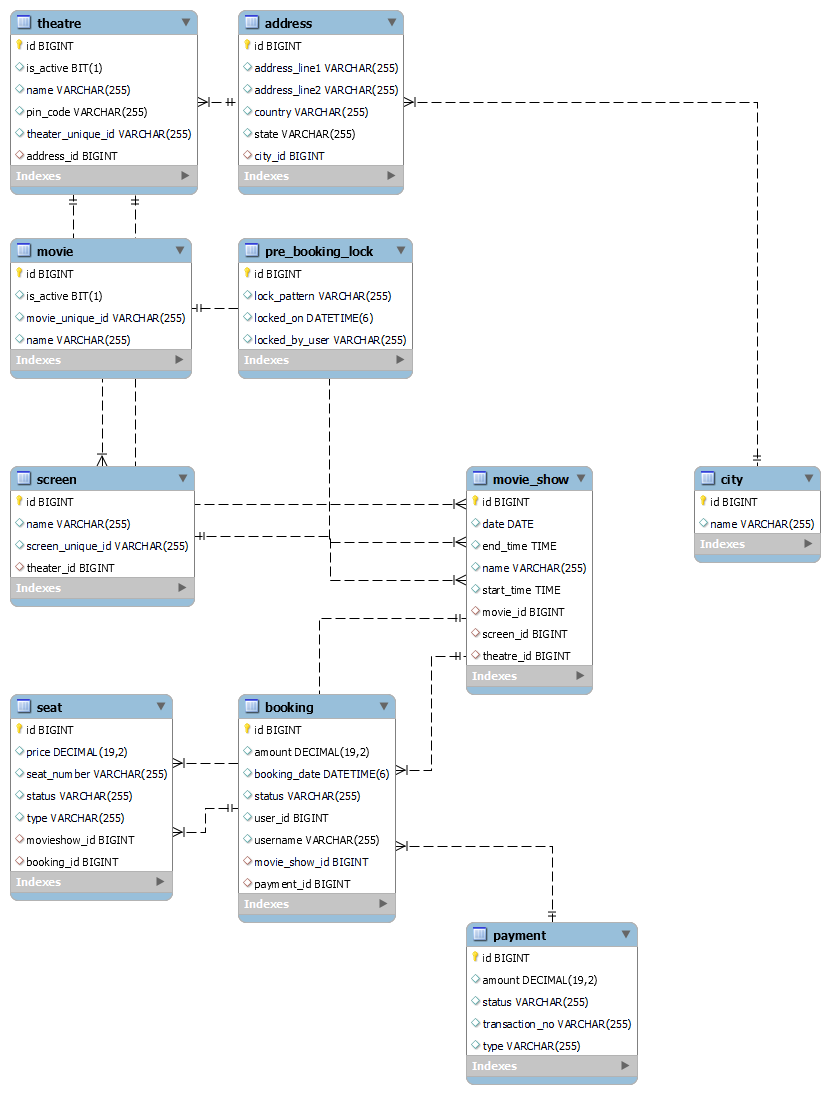 theatre
id BIGINT
is_active BIT(1)
name VARCHAR(255)
pin_code VARCHAR(255)
theater_unique_id VARCHAR(255)
address_id BIGINT
Indexes
address
id BIGINT
address_line1 VARCHAR(255)
address_line2 VARCHAR(255)
country VARCHAR(255)
state VARCHAR(255)
city_id BIGINT
Indexes
movie
id BIGINT
is_active BIT(1)
movie_unique_id VARCHAR(255)
name VARCHAR(255)
Indexes
pre_booking_lock
id BIGINT
lock_pattern VARCHAR(255)
locked_on DATETIME(6)
locked_by_user VARCHAR(255)
Indexes
screen
id BIGINT
name VARCHAR(255)
screen_unique_id VARCHAR(255)
theater_id BIGINT
Indexes
movie_show
id BIGINT
date DATE
end_time TIME
name VARCHAR(255)
start_time TIME
movie_id BIGINT
screen_id BIGINT
theatre_id BIGINT
Indexes
city
id BIGINT
name VARCHAR(255)
Indexes
seat
id BIGINT
price DECIMAL(19,2)
seat_number VARCHAR(255)
status VARCHAR(255)
type VARCHAR(255)
movieshow_id BIGINT
booking_id BIGINT
Indexes
booking
id BIGINT
amount DECIMAL(19,2)
booking_date DATETIME(6)
status VARCHAR(255)
user_id BIGINT
username VARCHAR(255)
movie_show_id BIGINT
payment_id BIGINT
Indexes
payment
id BIGINT
amount DECIMAL(19,2)
status VARCHAR(255)
transaction_no VARCHAR(255)
type VARCHAR(255)
Indexes